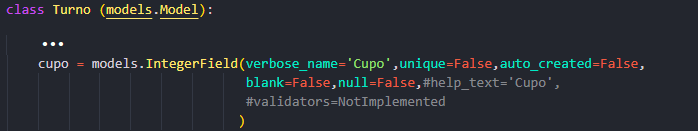 class Turno (models.Model):
•••
cupo = models.IntegerField(verbose_name='Cupo',unique=False,auto_created=False,
blank=False,null=False,#help_text='Cupo',
#validators=NotImplemented
)